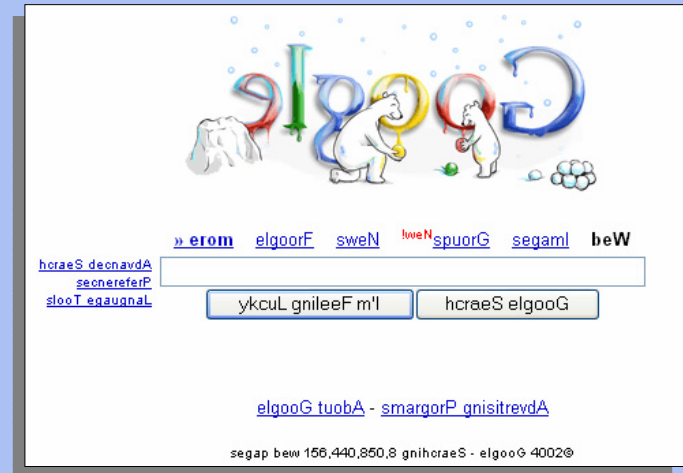 elgooG
» erom elgoorF sweN !weN spuorG segamI beW
hcraeS decnavdA
secnereferP
slooT egaugnaL
ykcuL gnileeF m'I hcraeS elgooG
elgooG tuobA - smargorP gnisitrevdA
segap bew 156,440,850,8 gnihcraeS - elgooG 4002©